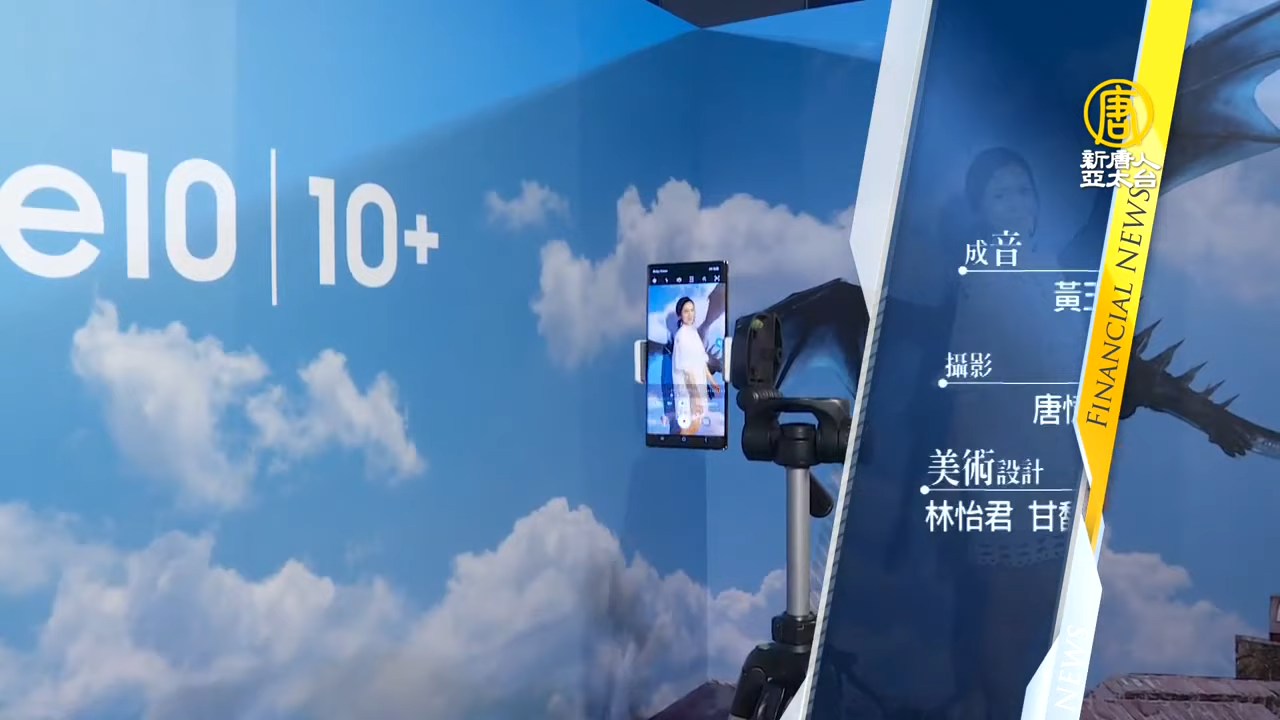 e10 | 10+
唐
新唐人
亞太台
FINANCIAL NEWS
成音
黃
攝影
唐
美術設計
林怡君 甘
NEWS